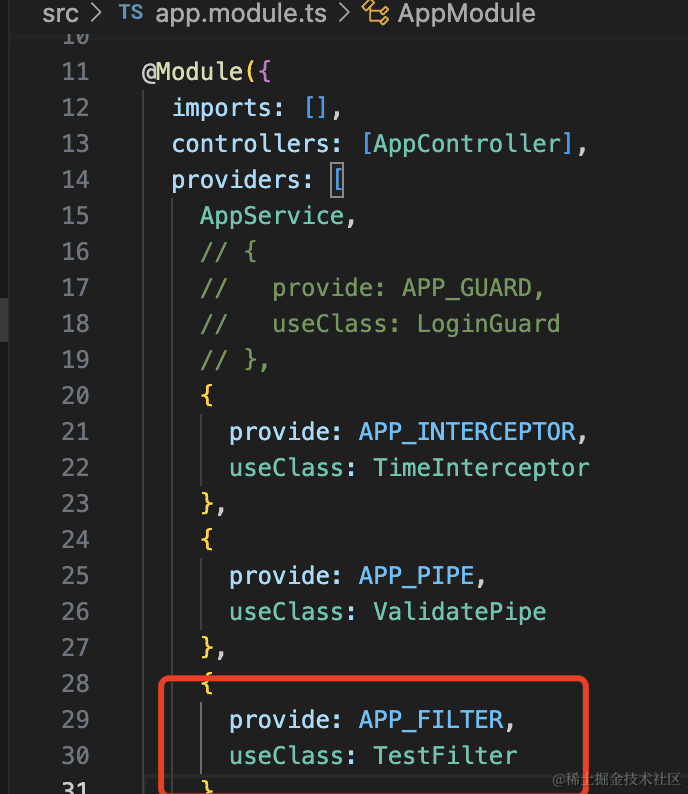 src > TS app.module.ts > AppModule
10
11 @Module({
12 imports: [],
13 controllers: [AppController],
14 providers: [
15 AppService,
16 // {
17 //   provide: APP_GUARD,
18 //   useClass: LoginGuard
19 // },
20 {
21 provide: APP_INTERCEPTOR,
22 useClass: TimeInterceptor
23 },
24 {
25 provide: APP_PIPE,
26 useClass: ValidatePipe
27 },
28 {
29 provide: APP_FILTER,
30 useClass: TestFilter
31 }
@稀土掘金技术社区